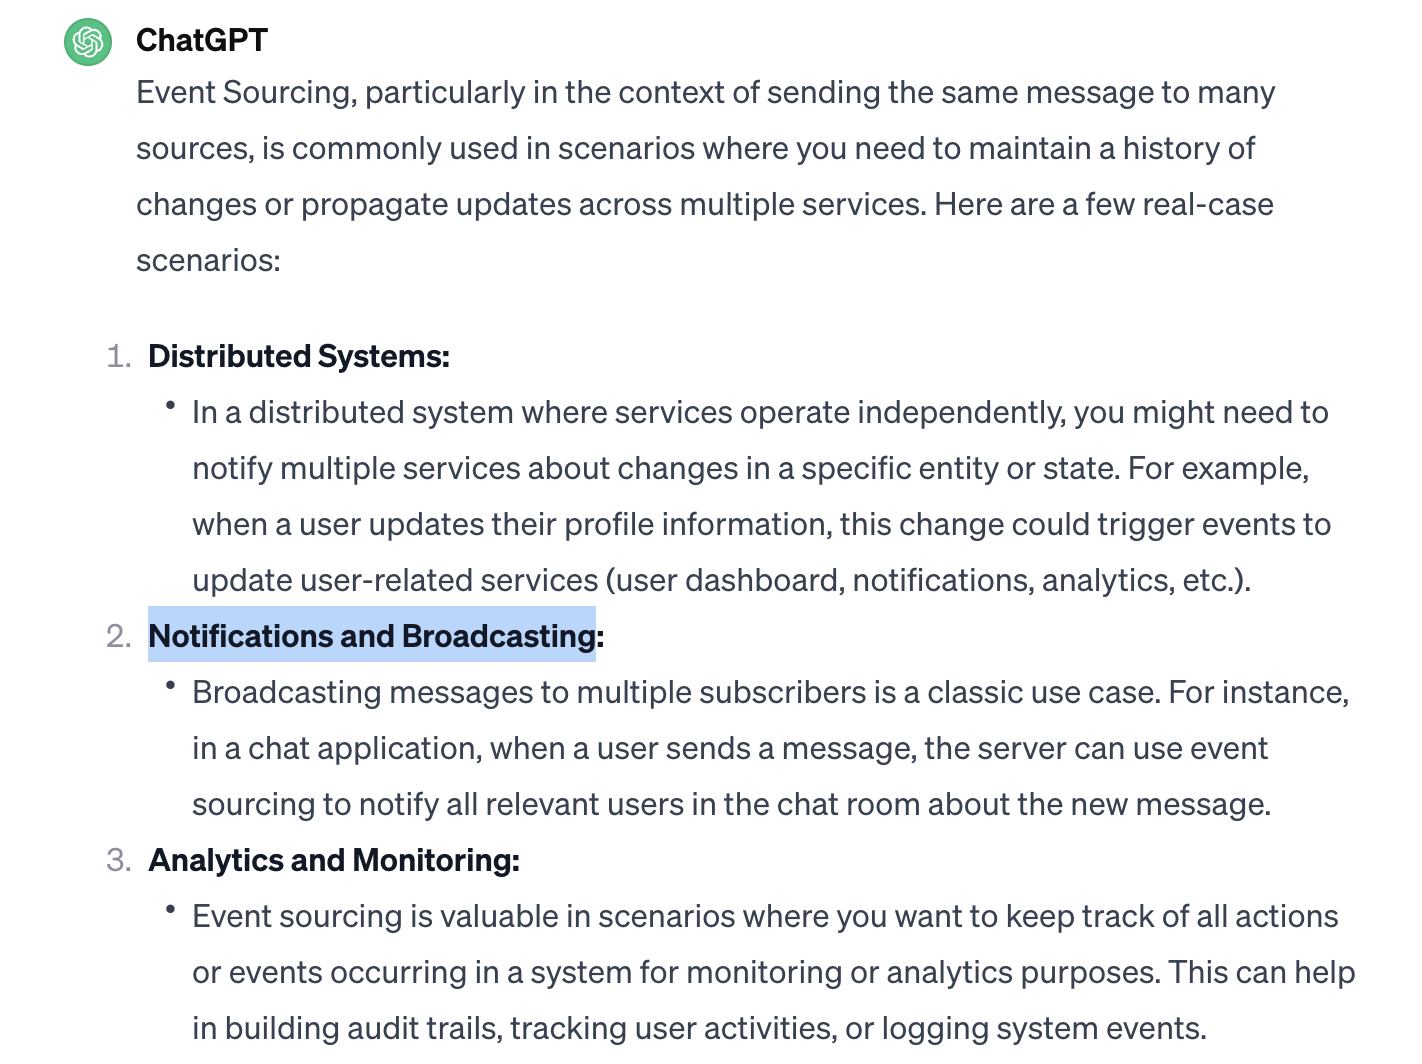 ChatGPT
Event Sourcing, particularly in the context of sending the same message to many
sources, is commonly used in scenarios where you need to maintain a history of
changes or propagate updates across multiple services. Here are a few real-case
scenarios:
1. Distributed Systems:
• In a distributed system where services operate independently, you might need to
notify multiple services about changes in a specific entity or state. For example,
when a user updates their profile information, this change could trigger events to
update user-related services (user dashboard, notifications, analytics, etc.).
2. Notifications and Broadcasting:
• Broadcasting messages to multiple subscribers is a classic use case. For instance,
in a chat application, when a user sends a message, the server can use event
sourcing to notify all relevant users in the chat room about the new message.
3. Analytics and Monitoring:
• Event sourcing is valuable in scenarios where you want to keep track of all actions
or events occurring in a system for monitoring or analytics purposes. This can help
in building audit trails, tracking user activities, or logging system events.